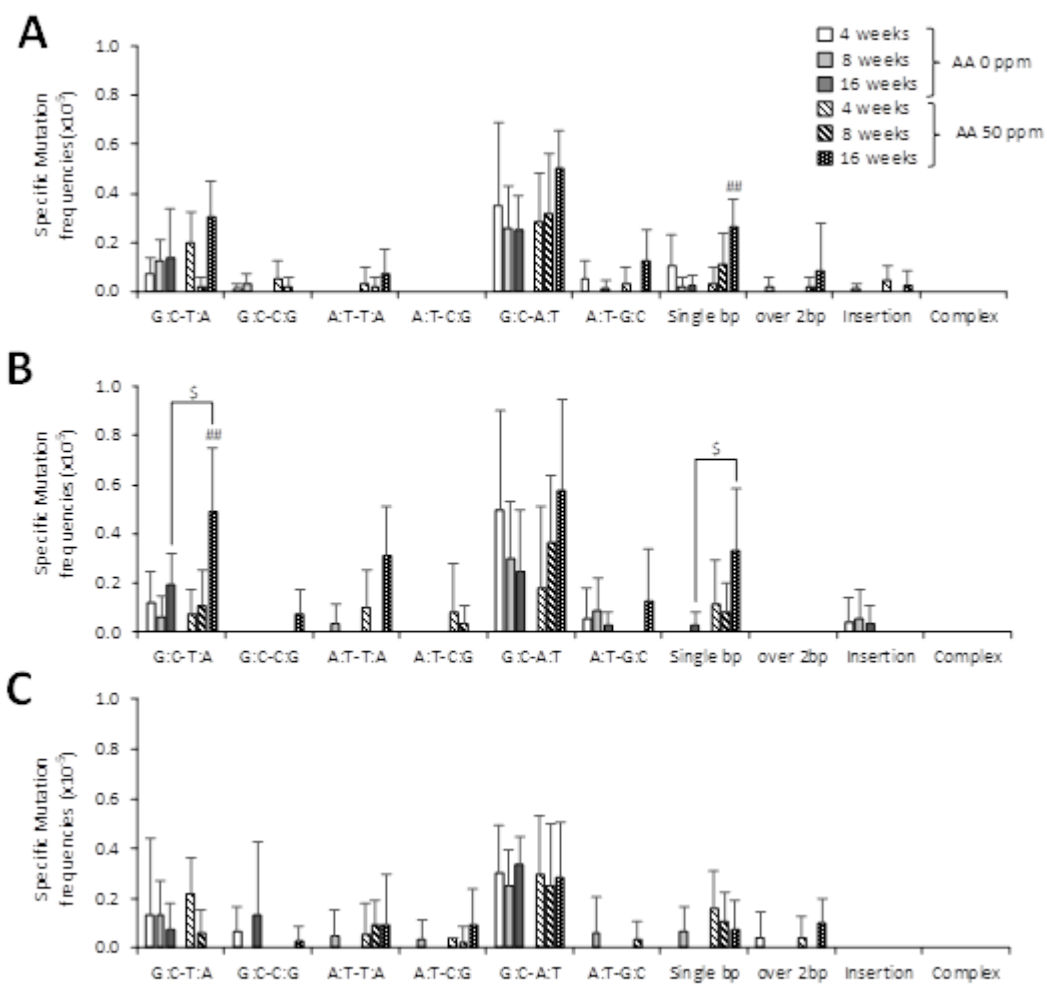 A
1.0
0.8
0.6
0.4
0.2
0.0
Specific Mutation
frequencies (x10⁻⁵)
4 weeks
8 weeks
16 weeks
AA 0 ppm
4 weeks
8 weeks
16 weeks
AA 50 ppm
##
G:C-T:A G:C-C:G A:T-T:A A:T-C:G G:C-A:T A:T-G:C Single bp over 2bp Insertion Complex
B
1.0
0.8
0.6
0.4
0.2
0.0
Specific Mutation
frequencies (x10⁻⁵)
$
##
$
G:C-T:A G:C-C:G A:T-T:A A:T-C:G G:C-A:T A:T-G:C Single bp over 2bp Insertion Complex
C
1.0
0.8
0.6
0.4
0.2
0.0
Specific Mutation
frequencies (x10⁻⁵)
G:C-T:A G:C-C:G A:T-T:A A:T-C:G G:C-A:T A:T-G:C Single bp over 2bp Insertion Complex